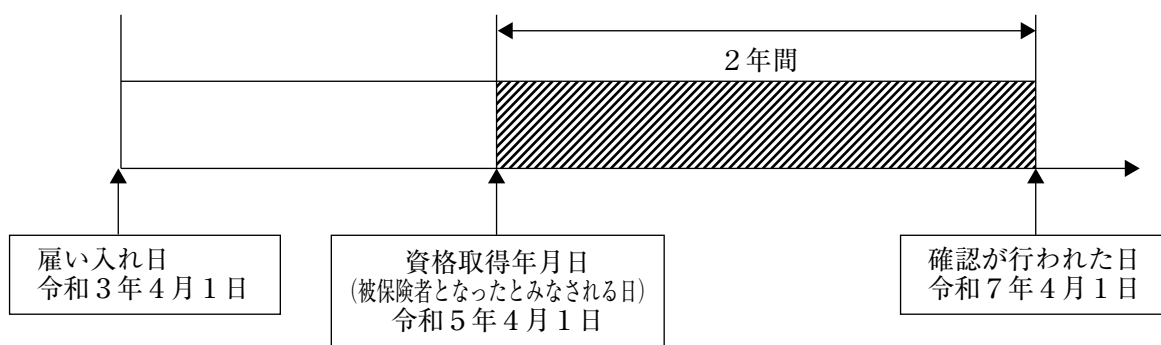 2年間
雇い入れ日
令和3年4月1日
資格取得年月日
(被保険者となったとみなされる日)
令和5年4月1日
確認が行われた日
令和7年4月1日